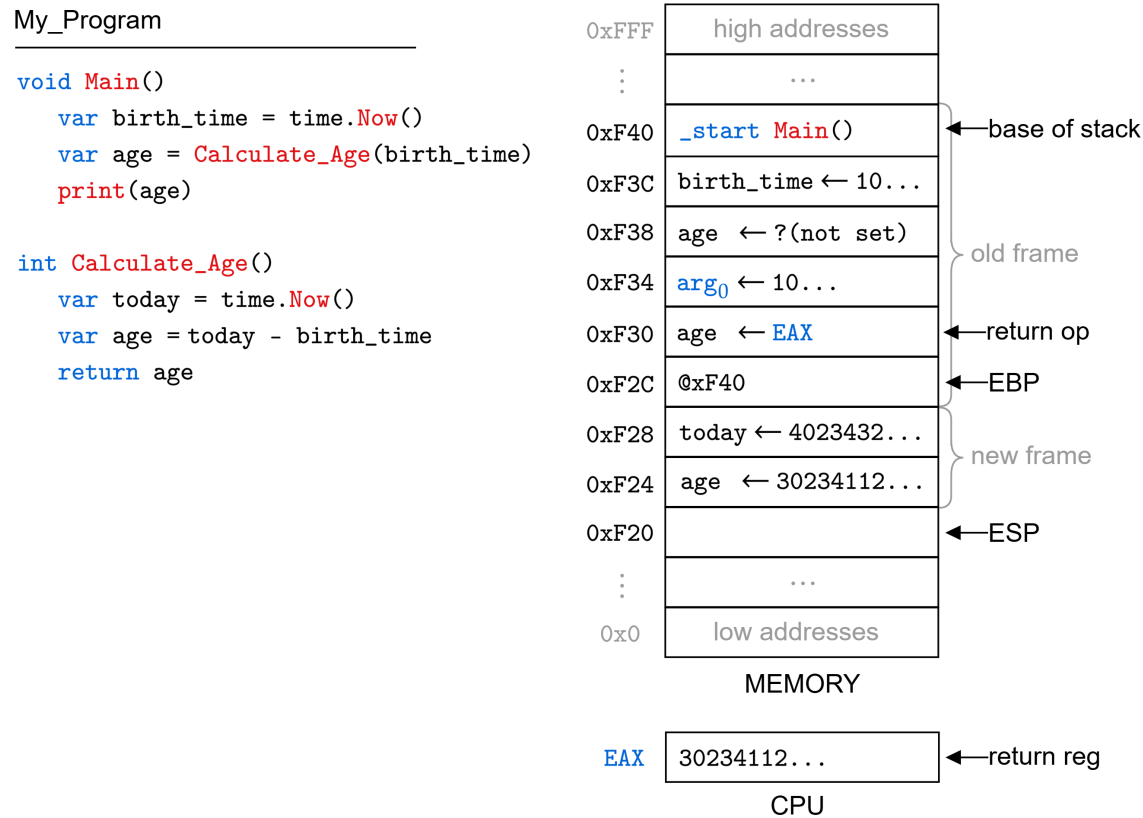 My_Program
void Main()
var birth_time = time.Now()
var age = Calculate_Age(birth_time)
print(age)
int Calculate_Age()
var today = time.Now()
var age = today - birth_time
return age
0xFFF high addresses
⋮ ...
0xF40 _start Main() ← base of stack
0xF3C birth_time ← 10...
0xF38 age ← ?(not set)
old frame
0xF34 arg₀ ← 10...
0xF30 age ← EAX ← return op
0xF2C @xF40 ← EBP
0xF28 today ← 4023432...
new frame
0xF24 age ← 30234112...
0xF20 ← ESP
⋮ ...
0x0 low addresses
MEMORY
EAX 30234112... ← return reg
CPU